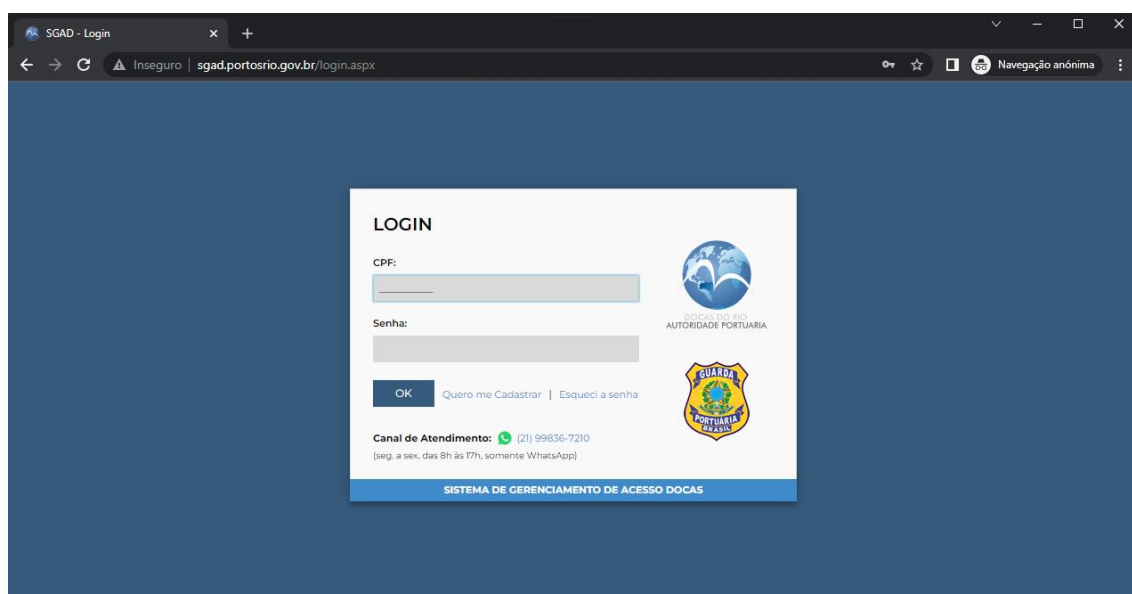 SGAD - Login
Inseguro | sgad.portosrio.gov.br/login.aspx
Navegação anónima
LOGIN
CPF:
Senha:
OK
Quero me Cadastrar | Esqueci a senha
Canal de Atendimento: (21) 99836-7210
(seg. a sex. das 8h às 17h, somente WhatsApp)
DOCAS DO RIO
AUTORIDADE PORTUARIA
GUARDA
PORTUÁRIA
BRASIL
SISTEMA DE GERENCIAMENTO DE ACESSO DOCAS